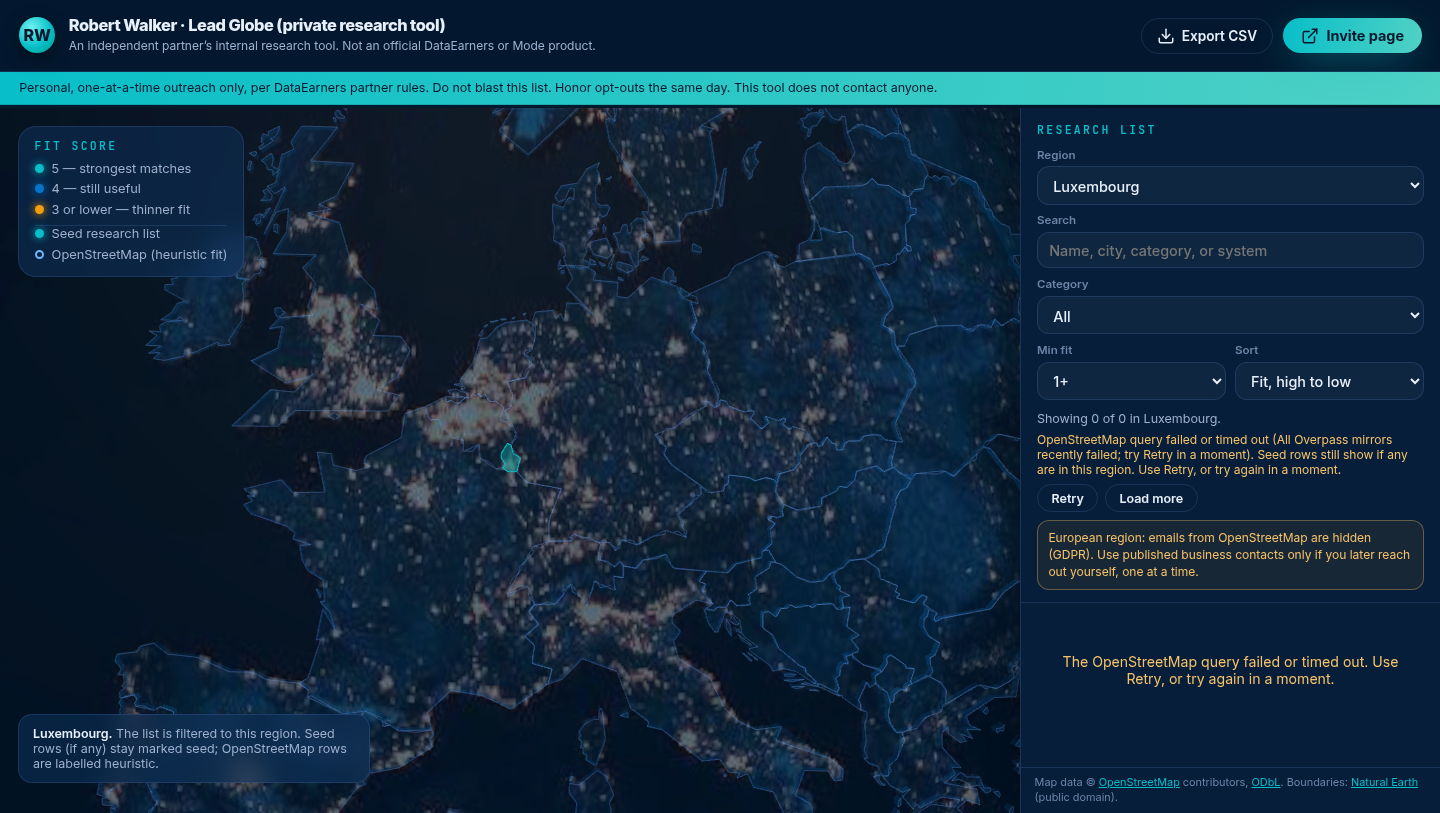 RW
Robert Walker · Lead Globe (private research tool)
An independent partner's internal research tool. Not an official DataEarners or Mode product.
Export CSV
Invite page
Personal, one-at-a-time outreach only, per DataEarners partner rules. Do not blast this list. Honor opt-outs the same day. This tool does not contact anyone.
FIT SCORE
5 — strongest matches
4 — still useful
3 or lower — thinner fit
Seed research list
OpenStreetMap (heuristic fit)
Luxembourg. The list is filtered to this region. Seed
rows (if any) stay marked seed; OpenStreetMap rows
are labelled heuristic.
RESEARCH LIST
Region
Luxembourg
Search
Name, city, category, or system
Category
All
Min fit
Sort
1+
Fit, high to low
Showing 0 of 0 in Luxembourg.
OpenStreetMap query failed or timed out (All Overpass mirrors
recently failed; try Retry in a moment). Seed rows still show if any
are in this region. Use Retry, or try again in a moment.
Retry
Load more
European region: emails from OpenStreetMap are hidden
(GDPR). Use published business contacts only if you later reach
out yourself, one at a time.
The OpenStreetMap query failed or timed out. Use
Retry, or try again in a moment.
Map data © OpenStreetMap contributors, ODbL. Boundaries: Natural Earth
(public domain).